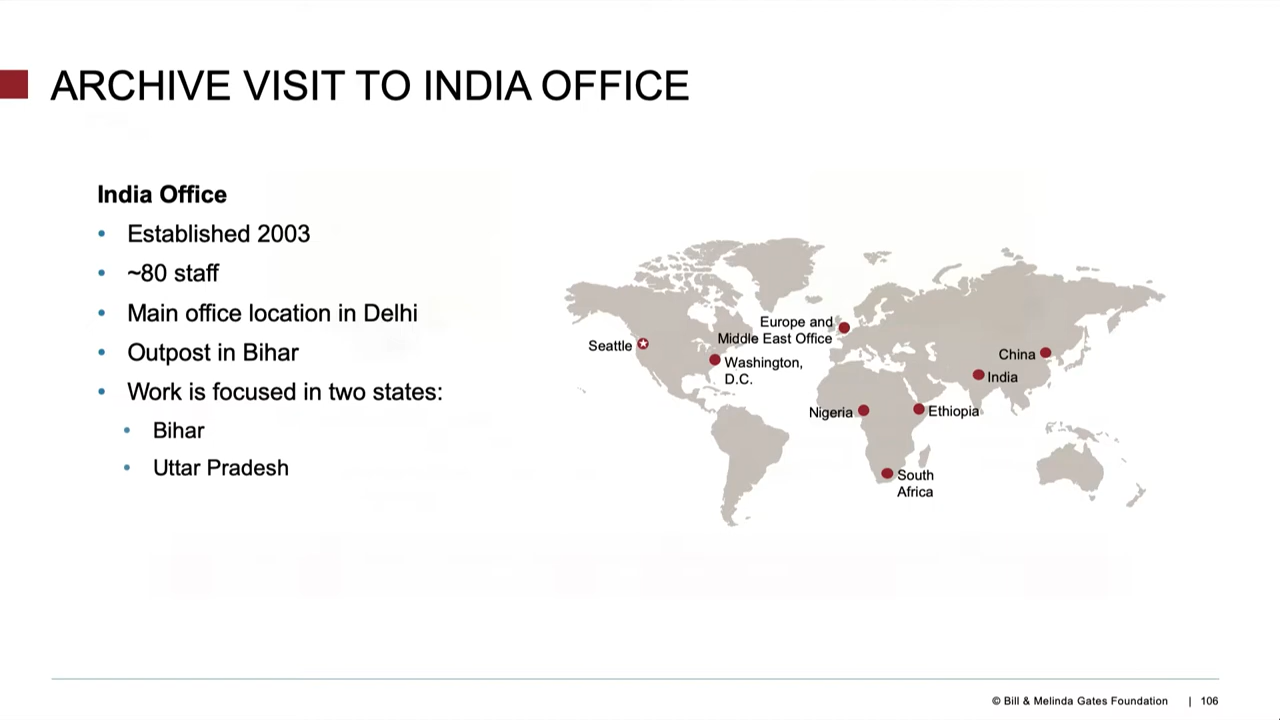 ARCHIVE VISIT TO INDIA OFFICE
India Office
• Established 2003
• ~80 staff
• Main office location in Delhi
• Outpost in Bihar
• Work is focused in two states:
• Bihar
• Uttar Pradesh
Seattle
Europe and
Middle East Office
Washington,
D.C.
China
India
Nigeria
Ethiopia
South
Africa
© Bill & Melinda Gates Foundation | 106